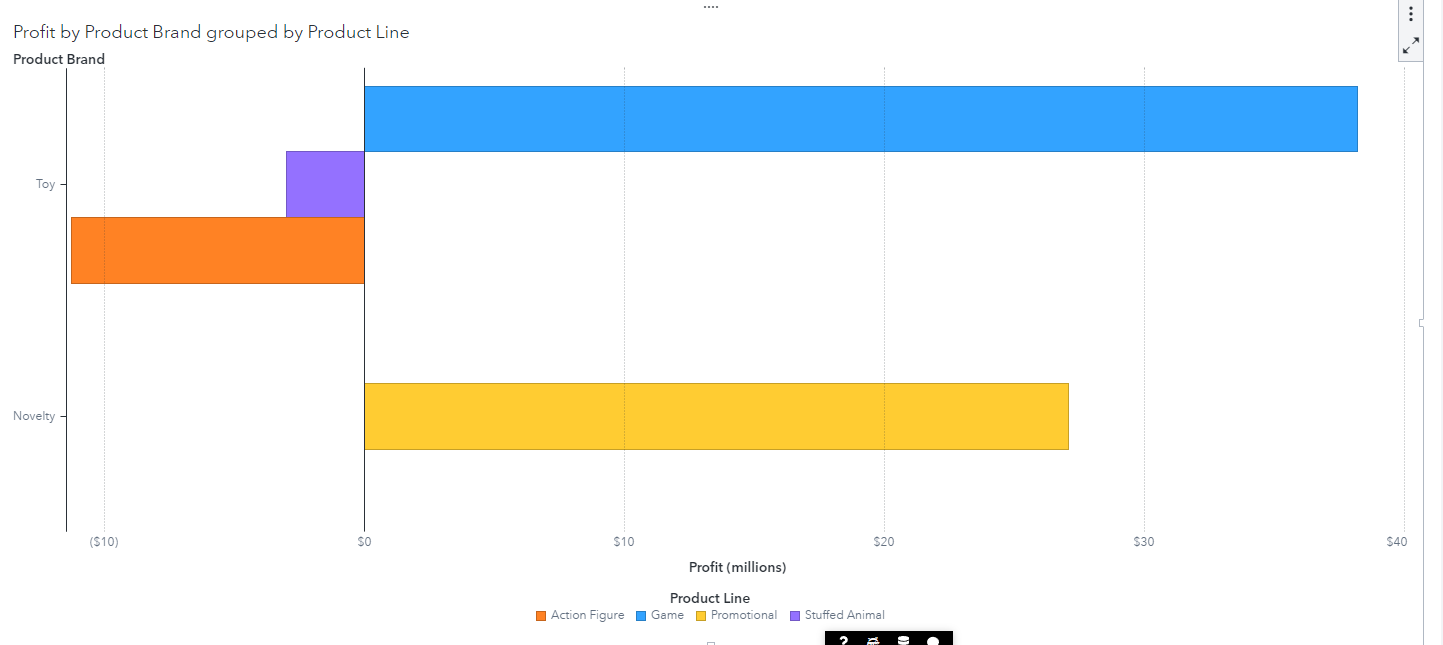 Profit by Product Brand grouped by Product Line
Product Brand
Toy
Novelty
($10) $0 $10 $20 $30 $40
Profit (millions)
Product Line
Action Figure Game Promotional Stuffed Animal
?